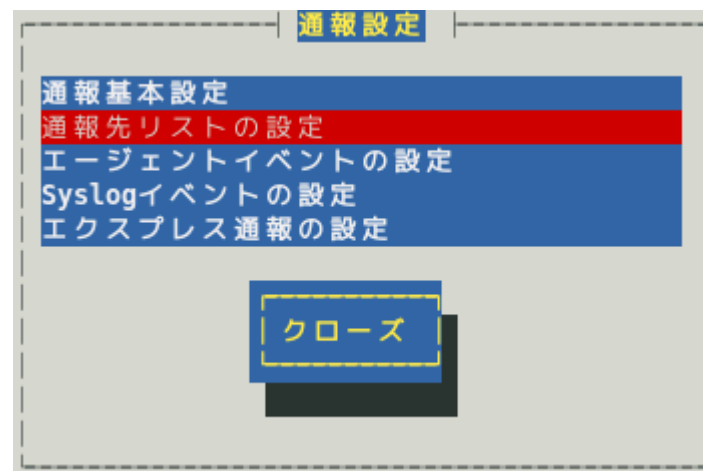 通報設定
通報基本設定
通報先リストの設定
エージェントイベントの設定
Syslogイベントの設定
エクスプレス通報の設定
クローズ